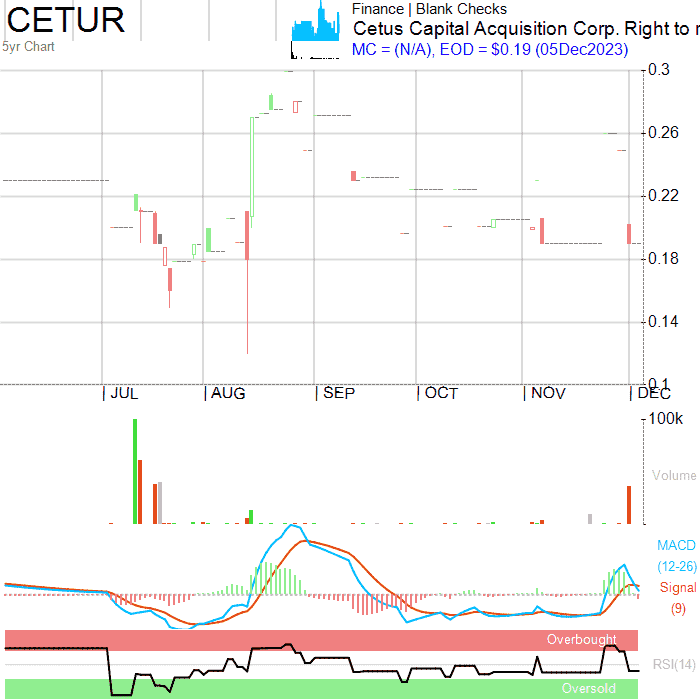 CETUR
5yr Chart
Finance | Blank Checks
Cetus Capital Acquisition Corp. Right to r
MC = (N/A), EOD = $0.19 (05Dec2023)
0.3
0.26
0.22
0.18
0.14
0.1
JUL AUG SEP OCT NOV DEC
100k
Volume
MACD
(12-26)
Signal
(9)
Overbought
RSI(14)
Oversold